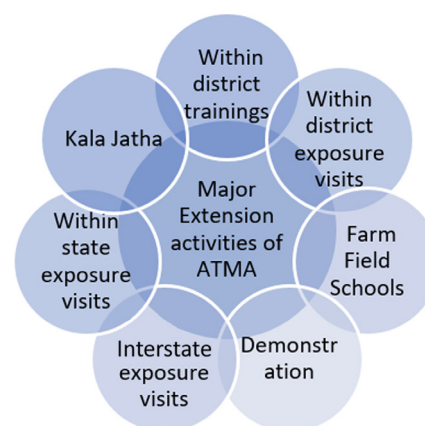 Within
district
trainings
Within
district
exposure
visits
Farm
Field
Schools
Demonstr
ation
Interstate
exposure
visits
Within
state
exposure
visits
Kala Jatha
Major
Extension
activities of
ATMA